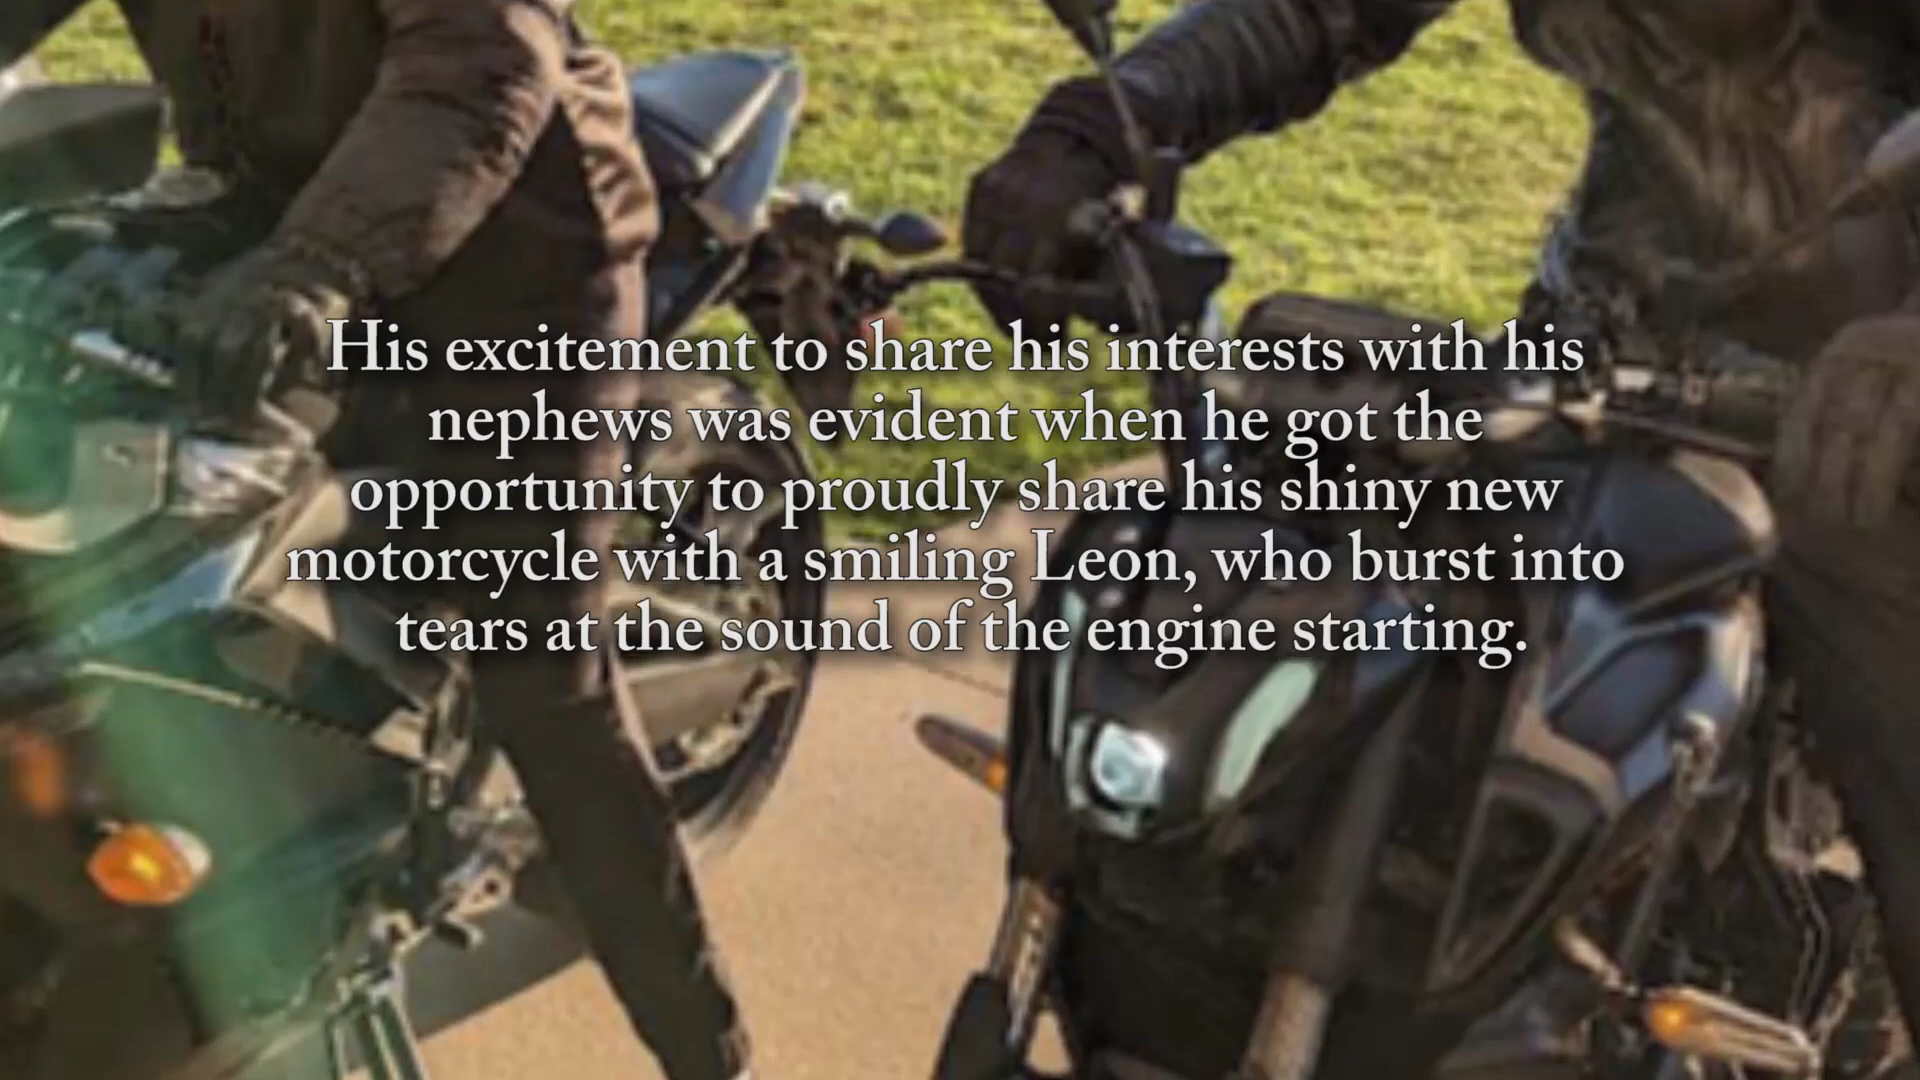 His excitement to share his interests with his
nephews was evident when he got the
opportunity to proudly share his shiny new
motorcycle with a smiling Leon, who burst into
tears at the sound of the engine starting.